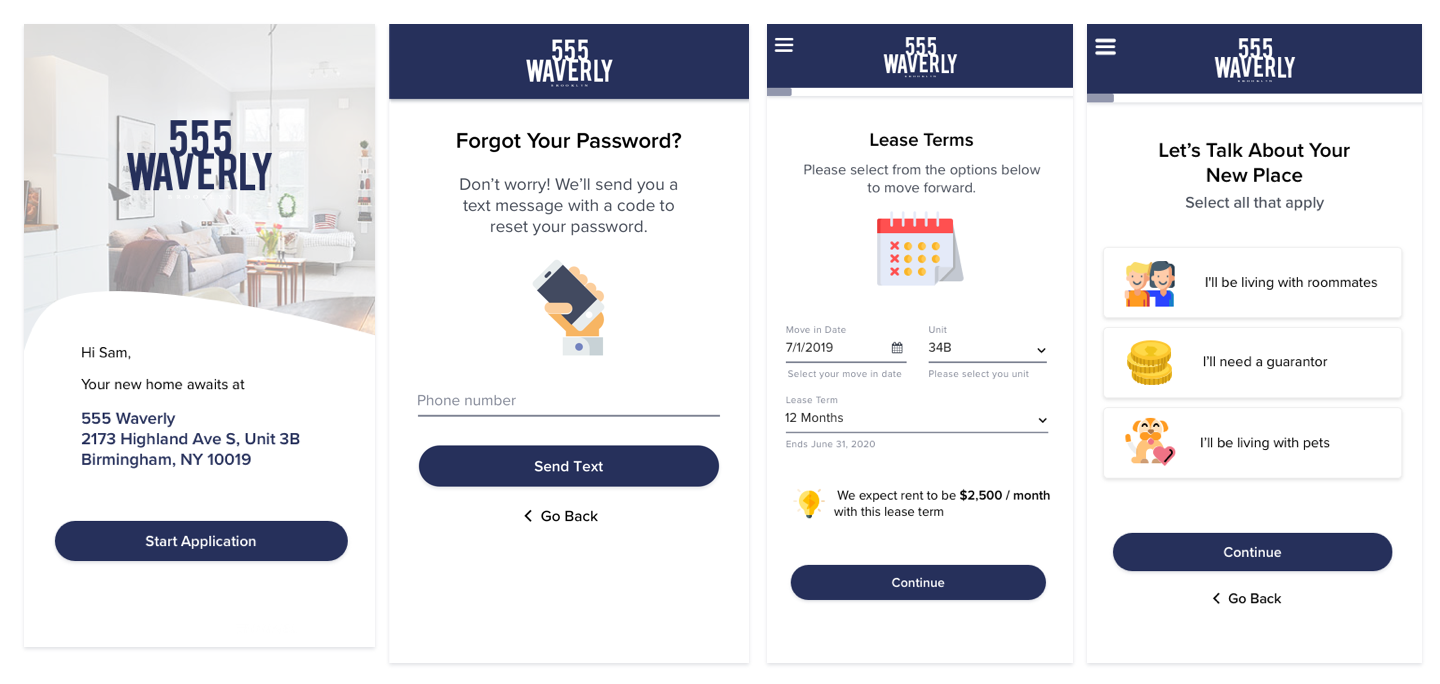 555
WAVERLY
Hi Sam,
Your new home awaits at
555 Waverly
2173 Highland Ave S, Unit 3B
Birmingham, NY 10019
Start Application
555
WAVERLY
BROOKLYN
Forgot Your Password?
Don't worry! We'll send you a
text message with a code to
reset your password.
Phone number
Send Text
Go Back
555
WAVERLY
BROOKLYN
Lease Terms
Please select from the options below
to move forward.
Move in Date
7/1/2019
Select your move in date
Unit
34B
Please select you unit
Lease Term
12 Months
Ends June 31, 2020
We expect rent to be $2,500 / month
with this lease term
Continue
555
WAVERLY
BROOKLYN
Let's Talk About Your
New Place
Select all that apply
I'll be living with roommates
I'll need a guarantor
I'll be living with pets
Continue
Go Back